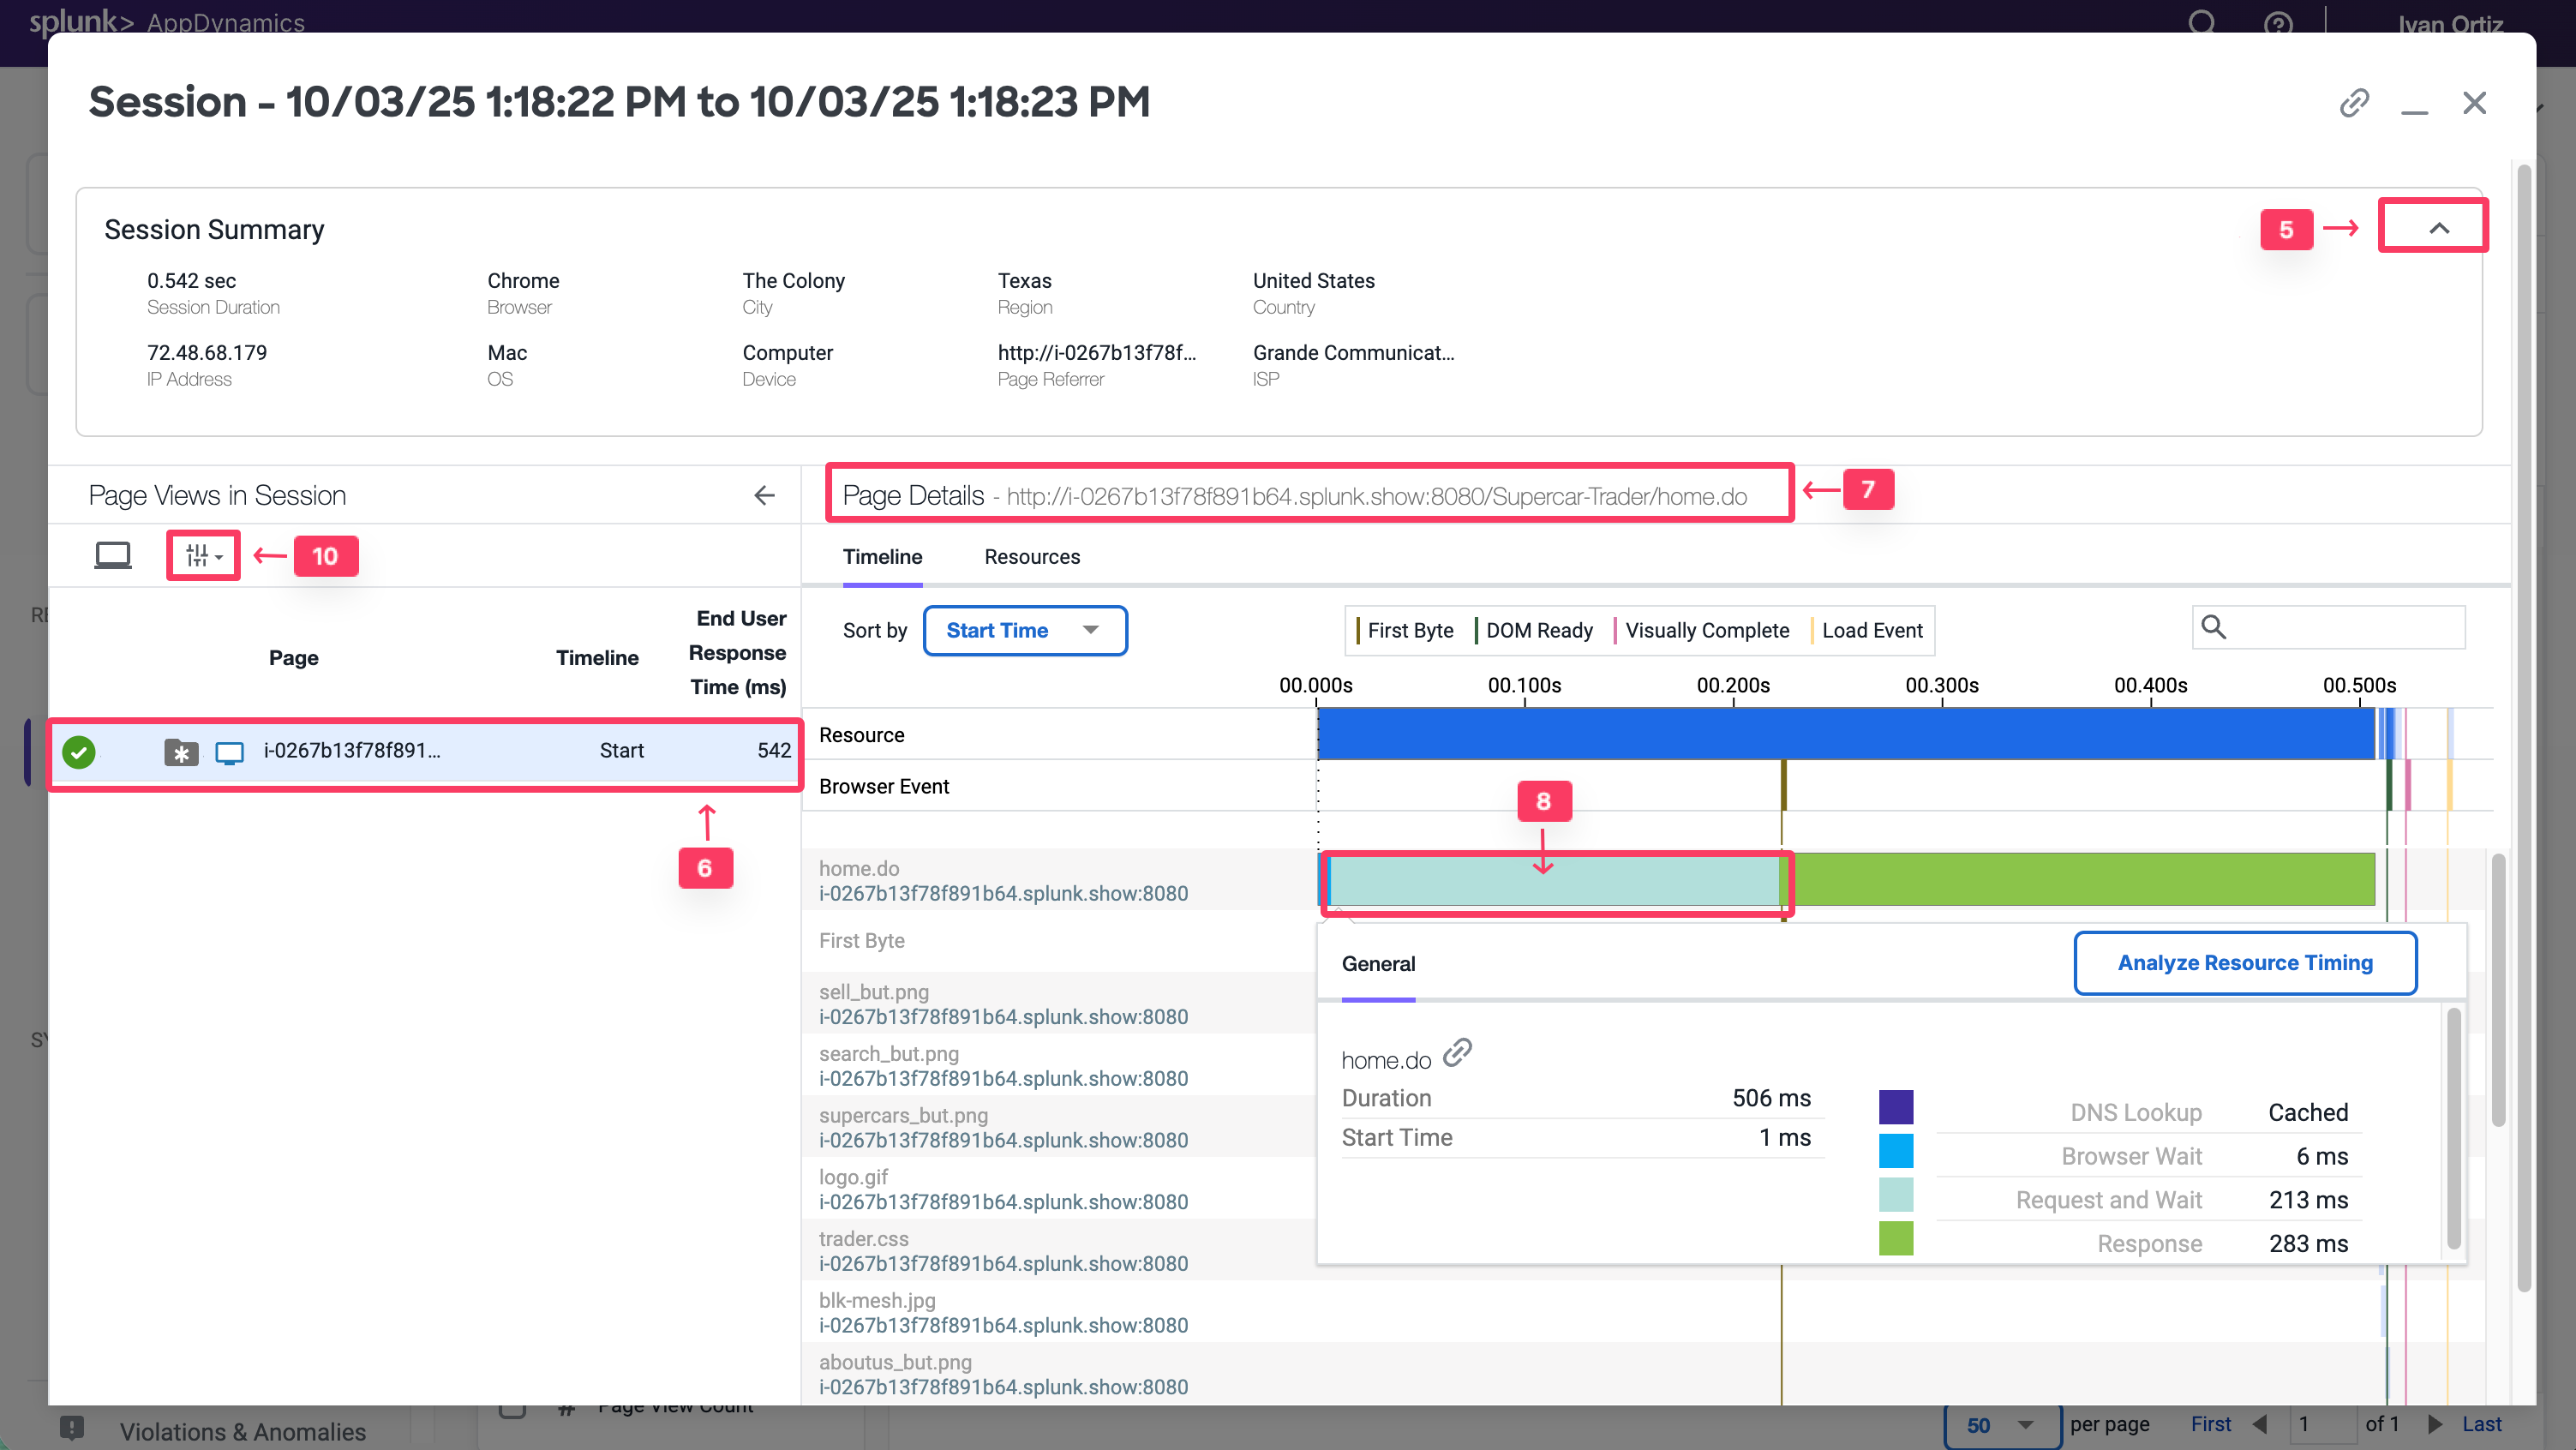 splunk> AppDynamics
Ivan Ortiz
Session - 10/03/25 1:18:22 PM to 10/03/25 1:18:23 PM
Session Summary
5
0.542 sec
Session Duration
Chrome
Browser
The Colony
City
Texas
Region
United States
Country
72.48.68.179
IP Address
Mac
OS
Computer
Device
http://i-0267b13f78f...
Page Referrer
Grande Communicat...
ISP
Page Views in Session
10
Page
Timeline
End User
Response
Time (ms)
i-0267b13f78f891...
Start
542
6
Page Details - http://i-0267b13f78f891b64.splunk.show:8080/Supercar-Trader/home.do
7
Timeline
Resources
Sort by
Start Time
First Byte
DOM Ready
Visually Complete
Load Event
00.000s
00.100s
00.200s
00.300s
00.400s
00.500s
Resource
Browser Event
8
home.do
i-0267b13f78f891b64.splunk.show:8080
First Byte
sell_but.png
i-0267b13f78f891b64.splunk.show:8080
search_but.png
i-0267b13f78f891b64.splunk.show:8080
supercars_but.png
i-0267b13f78f891b64.splunk.show:8080
logo.gif
i-0267b13f78f891b64.splunk.show:8080
trader.css
i-0267b13f78f891b64.splunk.show:8080
blk-mesh.jpg
i-0267b13f78f891b64.splunk.show:8080
aboutus_but.png
i-0267b13f78f891b64.splunk.show:8080
General
Analyze Resource Timing
home.do
Duration
506 ms
Start Time
1 ms
DNS Lookup
Cached
Browser Wait
6 ms
Request and Wait
213 ms
Response
283 ms
Violations & Anomalies
# Page View Count
50
per page
First
1
of 1
Last